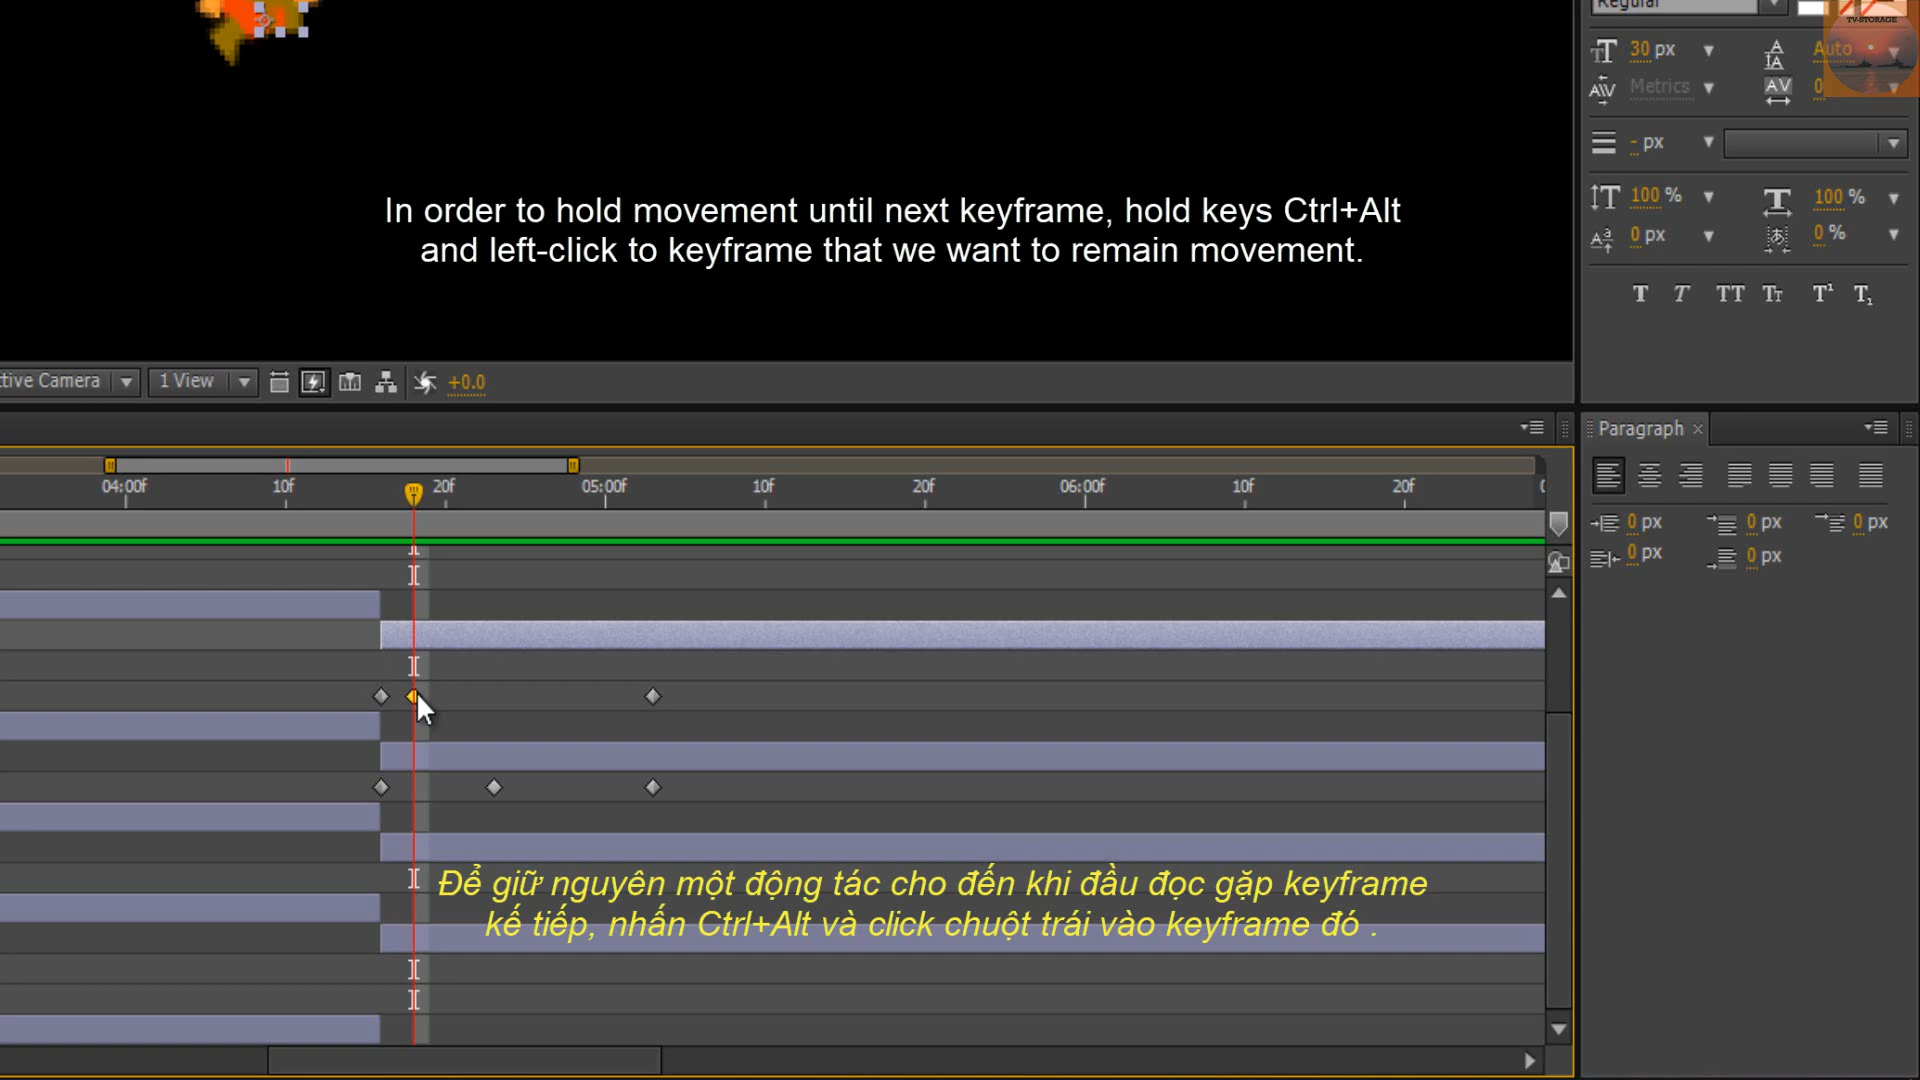 Regular
TV-STORAGE
30 px
Auto
Metrics
0
- px
100 %
100 %
0 px
0 %
In order to hold movement until next keyframe, hold keys Ctrl+Alt
and left-click to keyframe that we want to remain movement.
T T TT Tr T¹ T₁
tive Camera
1 View
+0.0
Paragraph
04:00f 10f 20f 05:00f 10f 20f 06:00f 10f 20f 0
0 px 0 px 0 px
0 px 0 px
Để giữ nguyên một động tác cho đến khi đầu đọc gặp keyframe
kế tiếp, nhấn Ctrl+Alt và click chuột trái vào keyframe đó .